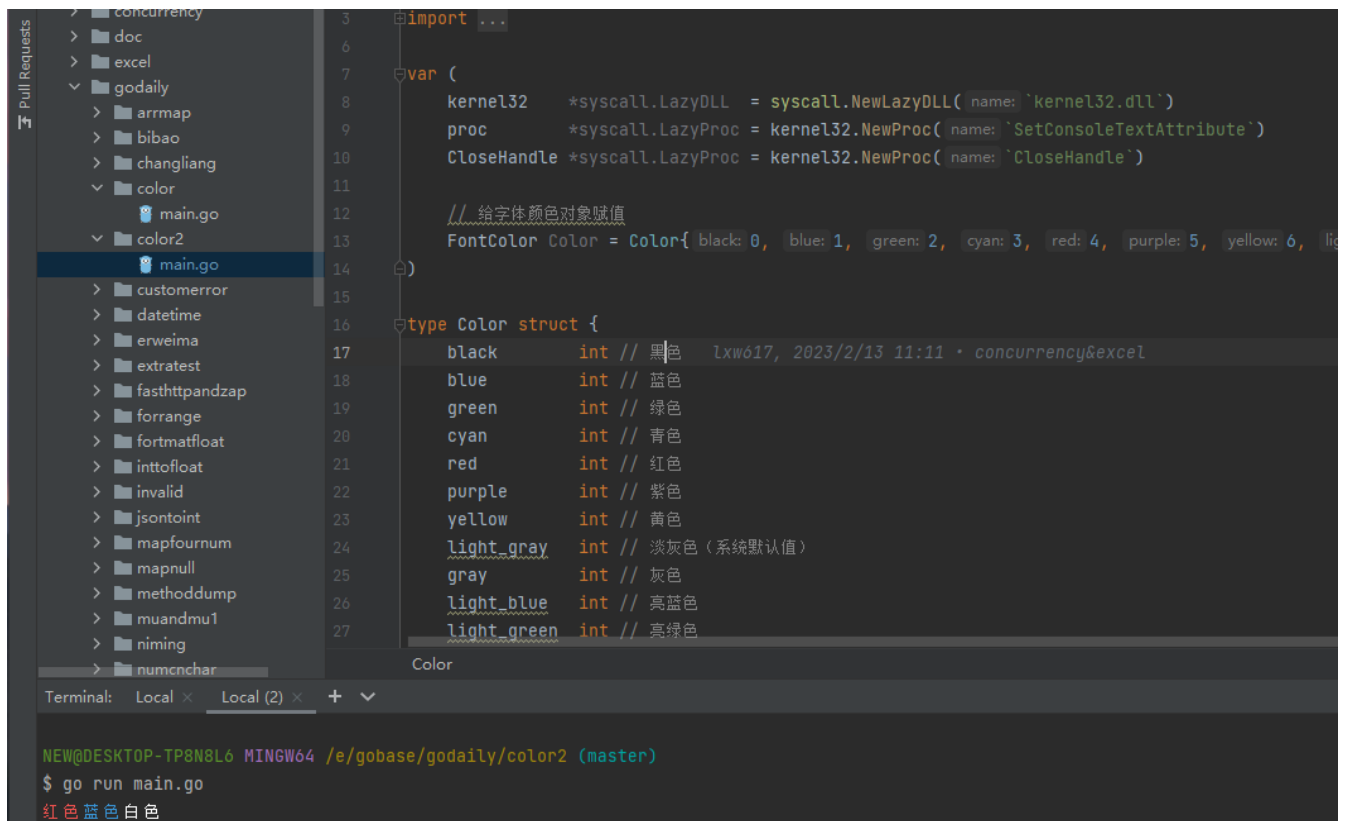 Pull Requests
concurrency
doc
excel
godaily
arrmap
bibao
changliang
color
main.go
color2
main.go
customerror
datetime
erweima
extratest
fasthttpandzap
forrange
fortmatfloat
inttofloat
invalid
jsontoint
mapfournum
mapnull
methoddump
muandmu1
niming
numcnchar
3 import ...
6
7 var (
8 kernel32 *syscall.LazyDLL = syscall.NewLazyDLL( name: `kernel32.dll`)
9 proc *syscall.LazyProc = kernel32.NewProc( name: `SetConsoleTextAttribute`)
10 CloseHandle *syscall.LazyProc = kernel32.NewProc( name: `CloseHandle`)
11
12 // 给字体颜色对象赋值
13 FontColor Color = Color{ black: 0, blue: 1, green: 2, cyan: 3, red: 4, purple: 5, yellow: 6, lig
14 )
15
16 type Color struct {
17 black int // 黑色 lxw617, 2023/2/13 11:11 · concurrency&excel
18 blue int // 蓝色
19 green int // 绿色
20 cyan int // 青色
21 red int // 红色
22 purple int // 紫色
23 yellow int // 黄色
24 light_gray int // 淡灰色（系统默认值）
25 gray int // 灰色
26 light_blue int // 亮蓝色
27 light_green int // 亮绿色
Color
Terminal: Local × Local (2) × +
NEW@DESKTOP-TP8N8L6 MINGW64 /e/gobase/godaily/color2 (master)
$ go run main.go
红色蓝色白色